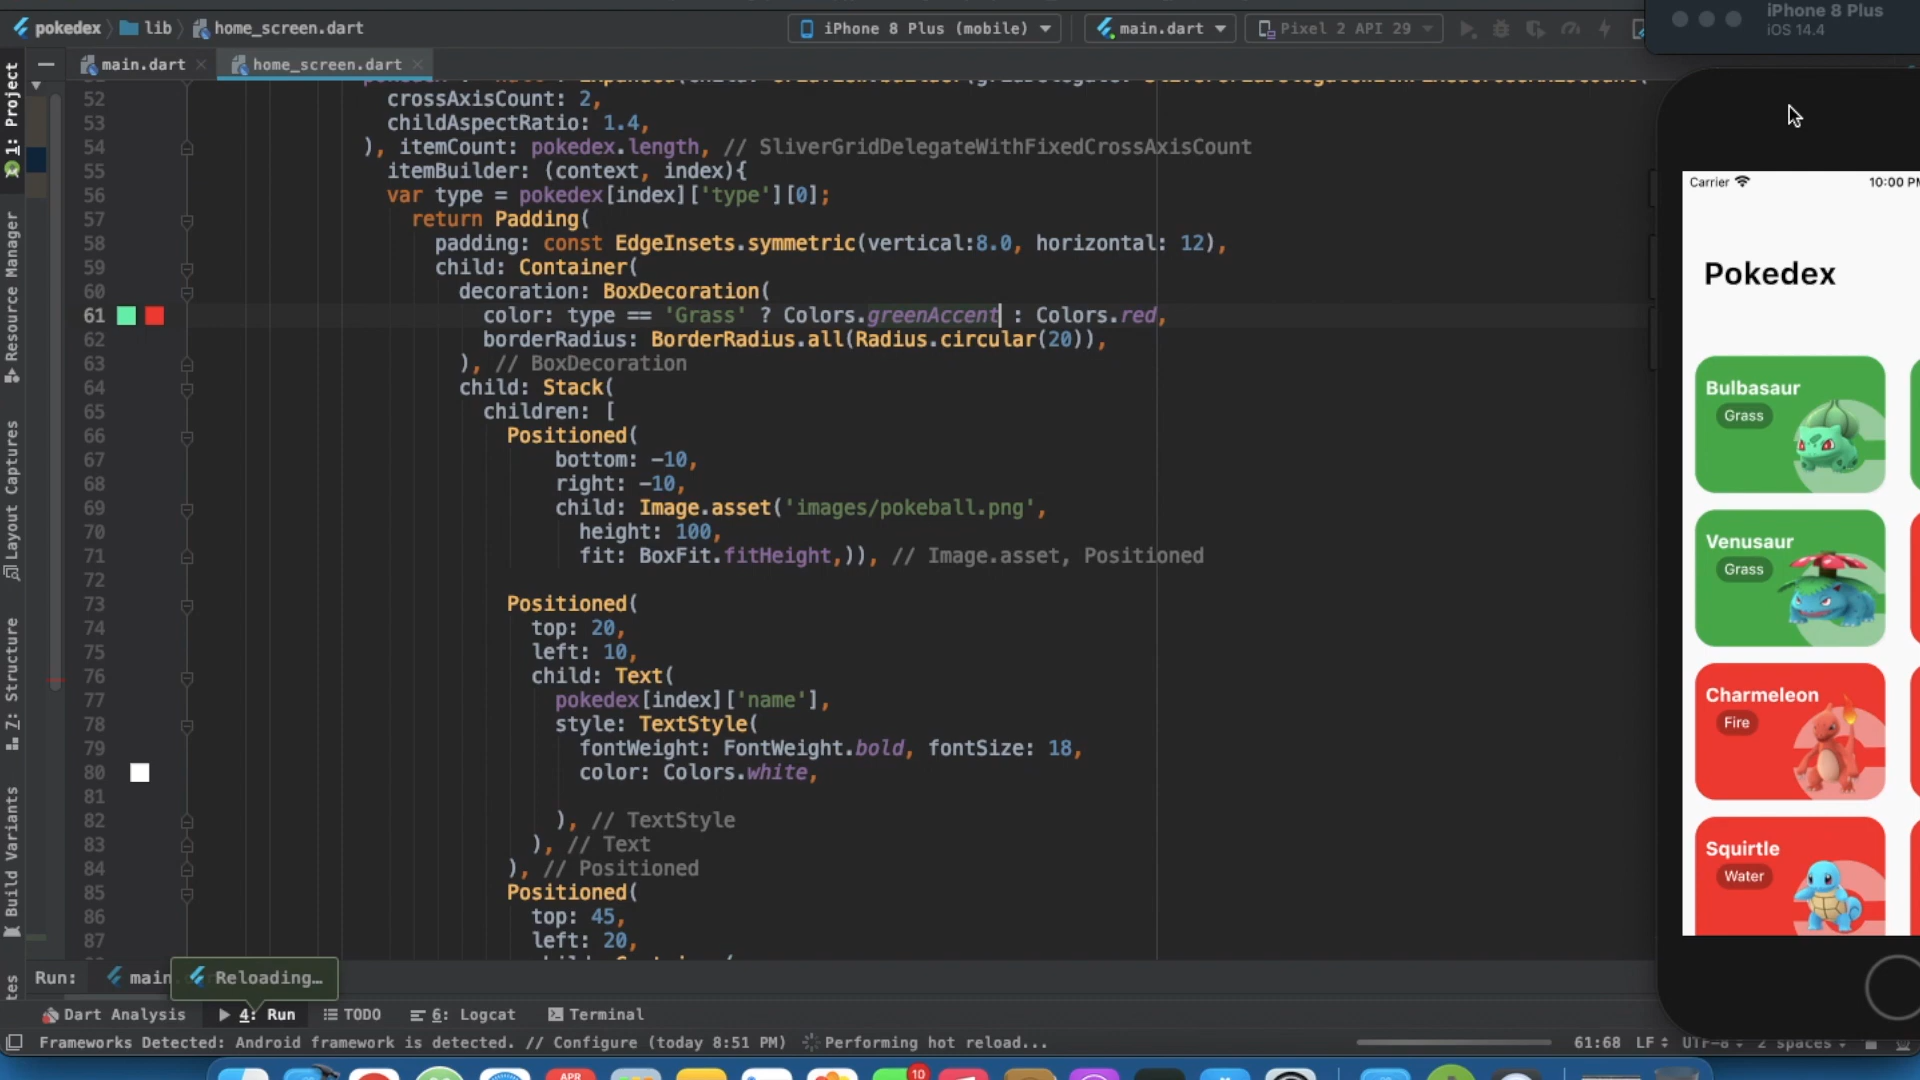 pokedex lib home_screen.dart
iPhone 8 Plus (mobile) main.dart Pixel 2 API 29
iPhone 8 Plus
iOS 14.4
main.dart home_screen.dart
1: Project
Resource Manager
Layout Captures
Z: Structure
Build Variants
52 crossAxisCount: 2,
53 childAspectRatio: 1.4,
54 ), itemCount: pokedex.length, // SliverGridDelegateWithFixedCrossAxisCount
55 itemBuilder: (context, index){
56 var type = pokedex[index]['type'][0];
57 return Padding(
58 padding: const EdgeInsets.symmetric(vertical:8.0, horizontal: 12),
59 child: Container(
60 decoration: BoxDecoration(
61 color: type == 'Grass' ? Colors.greenAccent : Colors.red,
62 borderRadius: BorderRadius.all(Radius.circular(20)),
63 ), // BoxDecoration
64 child: Stack(
65 children: [
66 Positioned(
67 bottom: -10,
68 right: -10,
69 child: Image.asset('images/pokeball.png',
70 height: 100,
71 fit: BoxFit.fitHeight,)), // Image.asset, Positioned
72
73 Positioned(
74 top: 20,
75 left: 10,
76 child: Text(
77 pokedex[index]['name'],
78 style: TextStyle(
79 fontWeight: FontWeight.bold, fontSize: 18,
80 color: Colors.white,
81
82 ), // TextStyle
83 ), // Text
84 ), // Positioned
85 Positioned(
86 top: 45,
87 left: 20,
Carrier 10:00 PM
Pokedex
Bulbasaur
Grass
Venusaur
Grass
Charmeleon
Fire
Squirtle
Water
Run: main
Reloading…
Dart Analysis 4: Run TODO 6: Logcat Terminal
Frameworks Detected: Android framework is detected. // Configure (today 8:51 PM) Performing hot reload... 61:68 LF UTF-8 2 spaces
APR 10